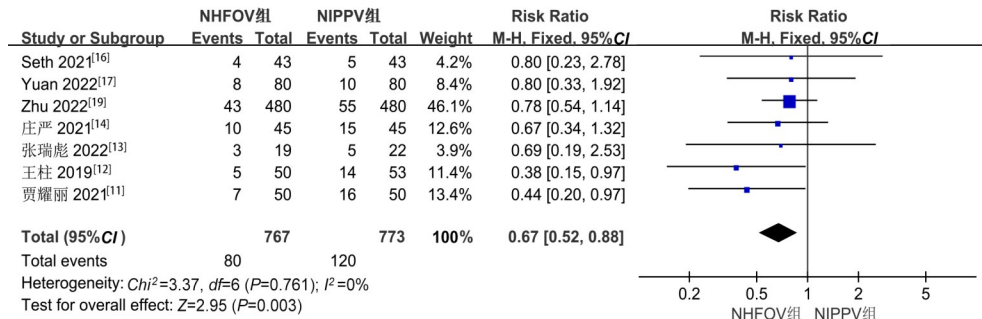 NHFOV组 NIPPV组 Risk Ratio Risk Ratio
Study or Subgroup Events Total Events Total Weight M-H, Fixed, 95%CI M-H, Fixed, 95%CI
Seth 2021[16] 4 43 5 43 4.2% 0.80 [0.23, 2.78]
Yuan 2022[17] 8 80 10 80 8.4% 0.80 [0.33, 1.92]
Zhu 2022[19] 43 480 55 480 46.1% 0.78 [0.54, 1.14]
庄严 2021[14] 10 45 15 45 12.6% 0.67 [0.34, 1.32]
张瑞彪 2022[13] 3 19 5 22 3.9% 0.69 [0.19, 2.53]
王柱 2019[12] 5 50 14 53 11.4% 0.38 [0.15, 0.97]
贾耀丽 2021[11] 7 50 16 50 13.4% 0.44 [0.20, 0.97]
Total (95%CI) 767 773 100% 0.67 [0.52, 0.88]
Total events 80 120
Heterogeneity: Chi²=3.37, df=6 (P=0.761); I²=0%
Test for overall effect: Z=2.95 (P=0.003)
0.2 0.5 1 2 5
NHFOV组 NIPPV组